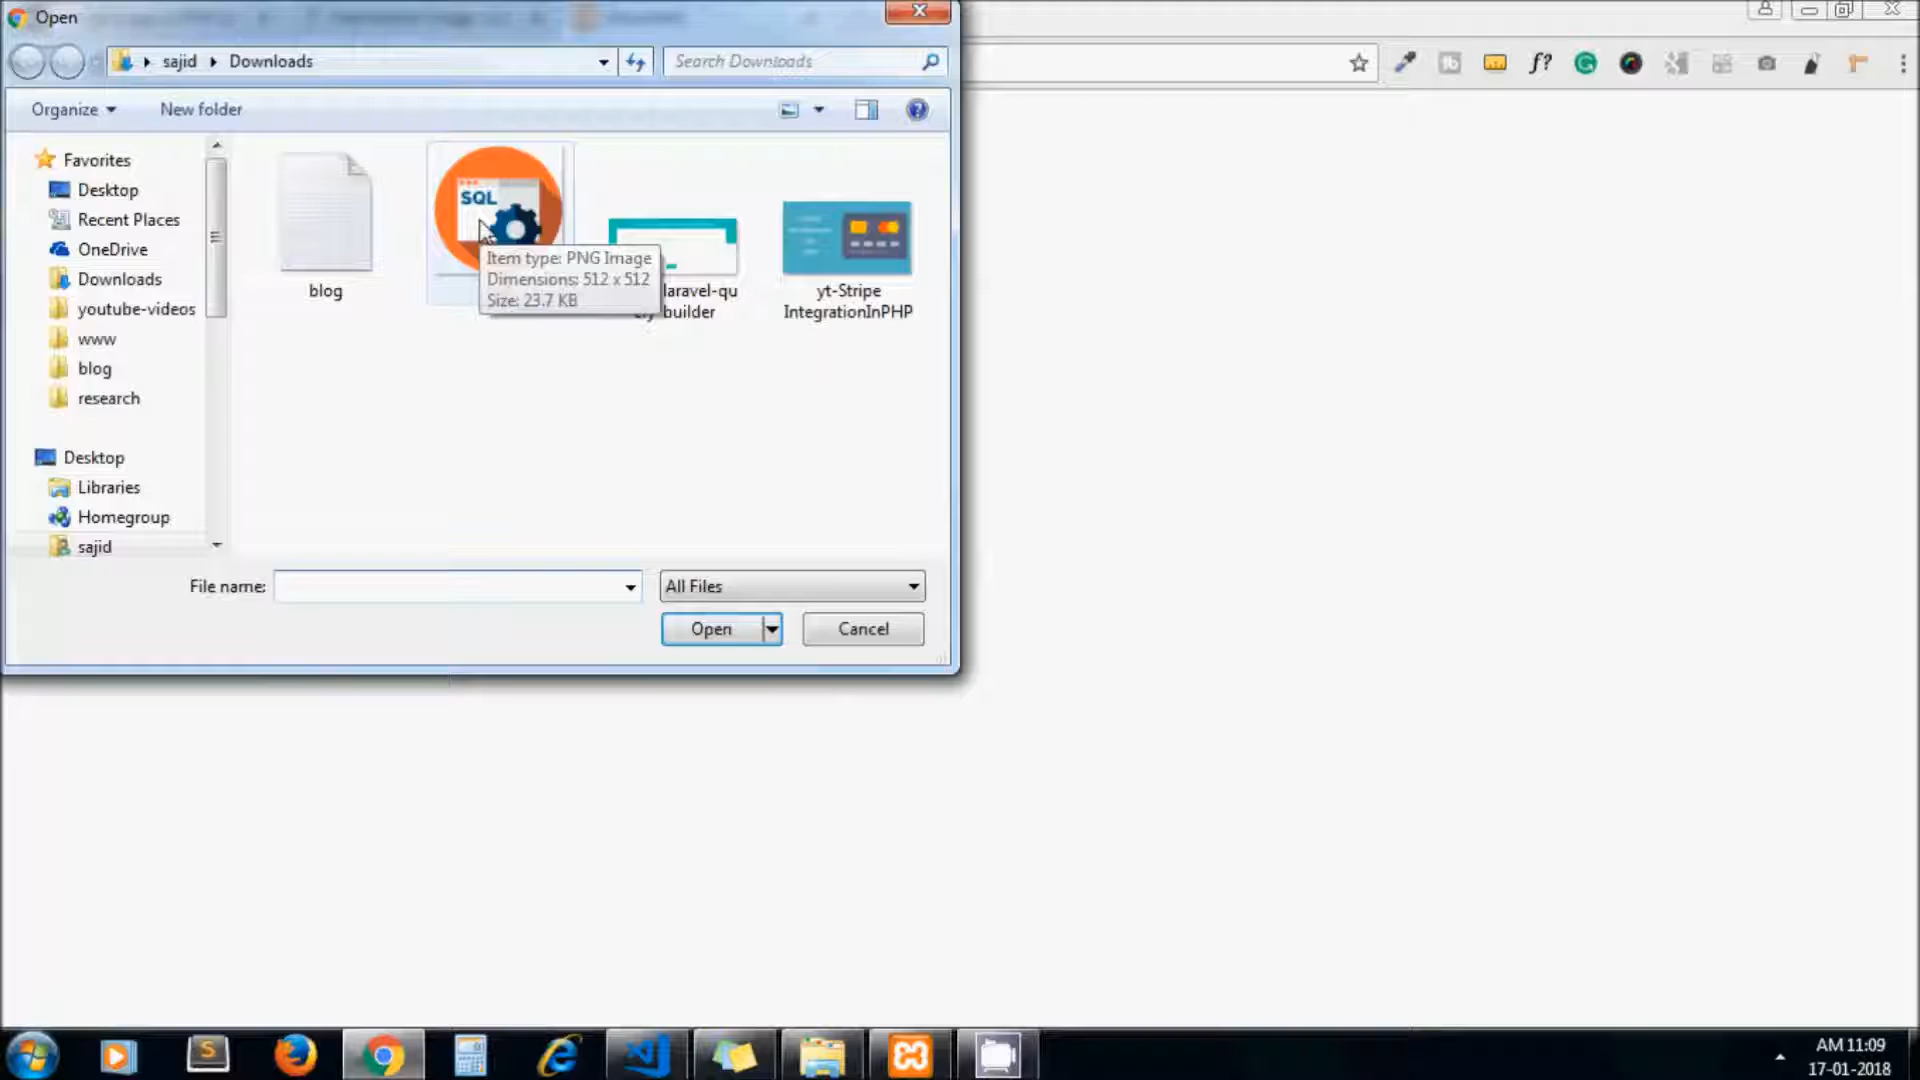 Open
sajid
Downloads
Search Downloads
Organize
New folder
Favorites
Desktop
Recent Places
OneDrive
Downloads
youtube-videos
www
blog
research
Desktop
Libraries
Homegroup
sajid
blog
SQL
Item type: PNG Image
Dimensions: 512 x 512
Size: 23.7 KB
laravel-qu
builder
yt-Stripe
IntegrationInPHP
File name:
All Files
Open
Cancel
f?
S
AM 11:09
17-01-2018